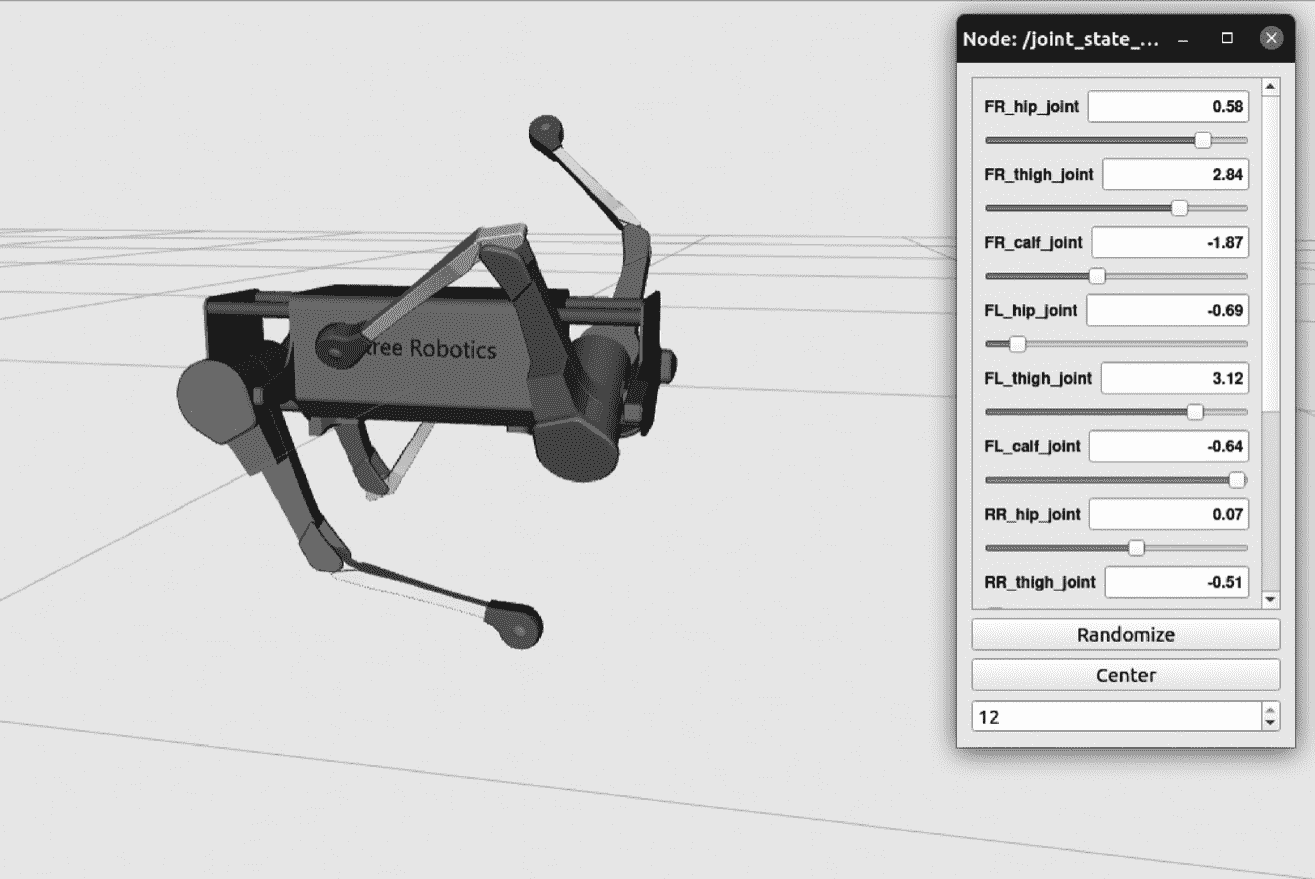 Node: /joint_state_...
FR_hip_joint 0.58
FR_thigh_joint 2.84
FR_calf_joint -1.87
FL_hip_joint -0.69
FL_thigh_joint 3.12
FL_calf_joint -0.64
RR_hip_joint 0.07
RR_thigh_joint -0.51
Randomize
Center
12
tree Robotics